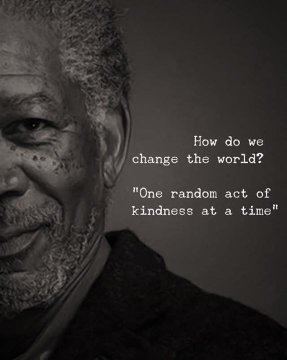 How do we
change the world?
"One random act of
kindness at a time"